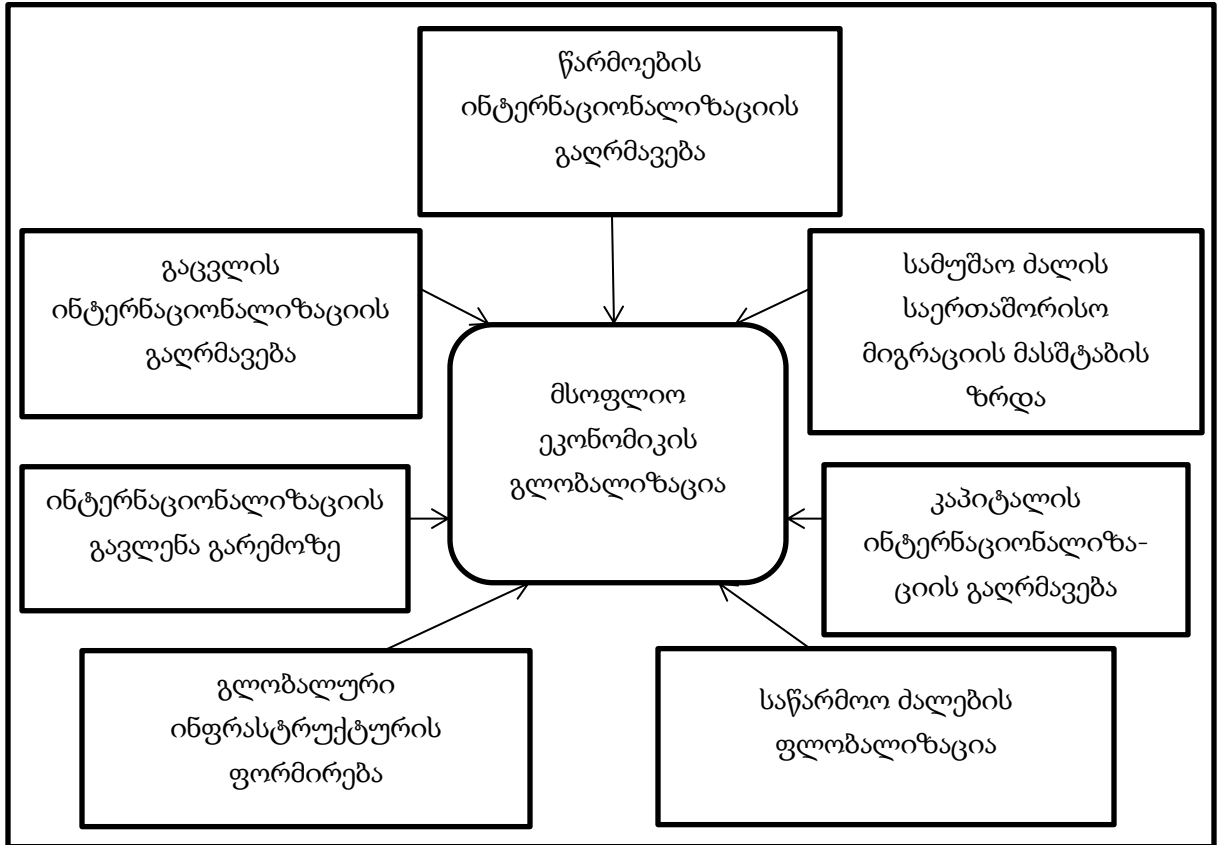 წარმოების
ინტერნაციონალიზაციის
გაღრმავება
გაცვლის
ინტერნაციონალიზაციის
გაღრმავება
სამუშაო ძალის
საერთაშორისო
მიგრაციის მასშტაბის
ზრდა
მსოფლიო
ეკონომიკის
გლობალიზაცია
ინტერნაციონალიზაციის
გავლენა გარემოზე
კაპიტალის
ინტერნაციონალიზა-
ციის გაღრმავება
გლობალური
ინფრასტრუქტურის
ფორმირება
საწარმოო ძალების
ფლობალიზაცია